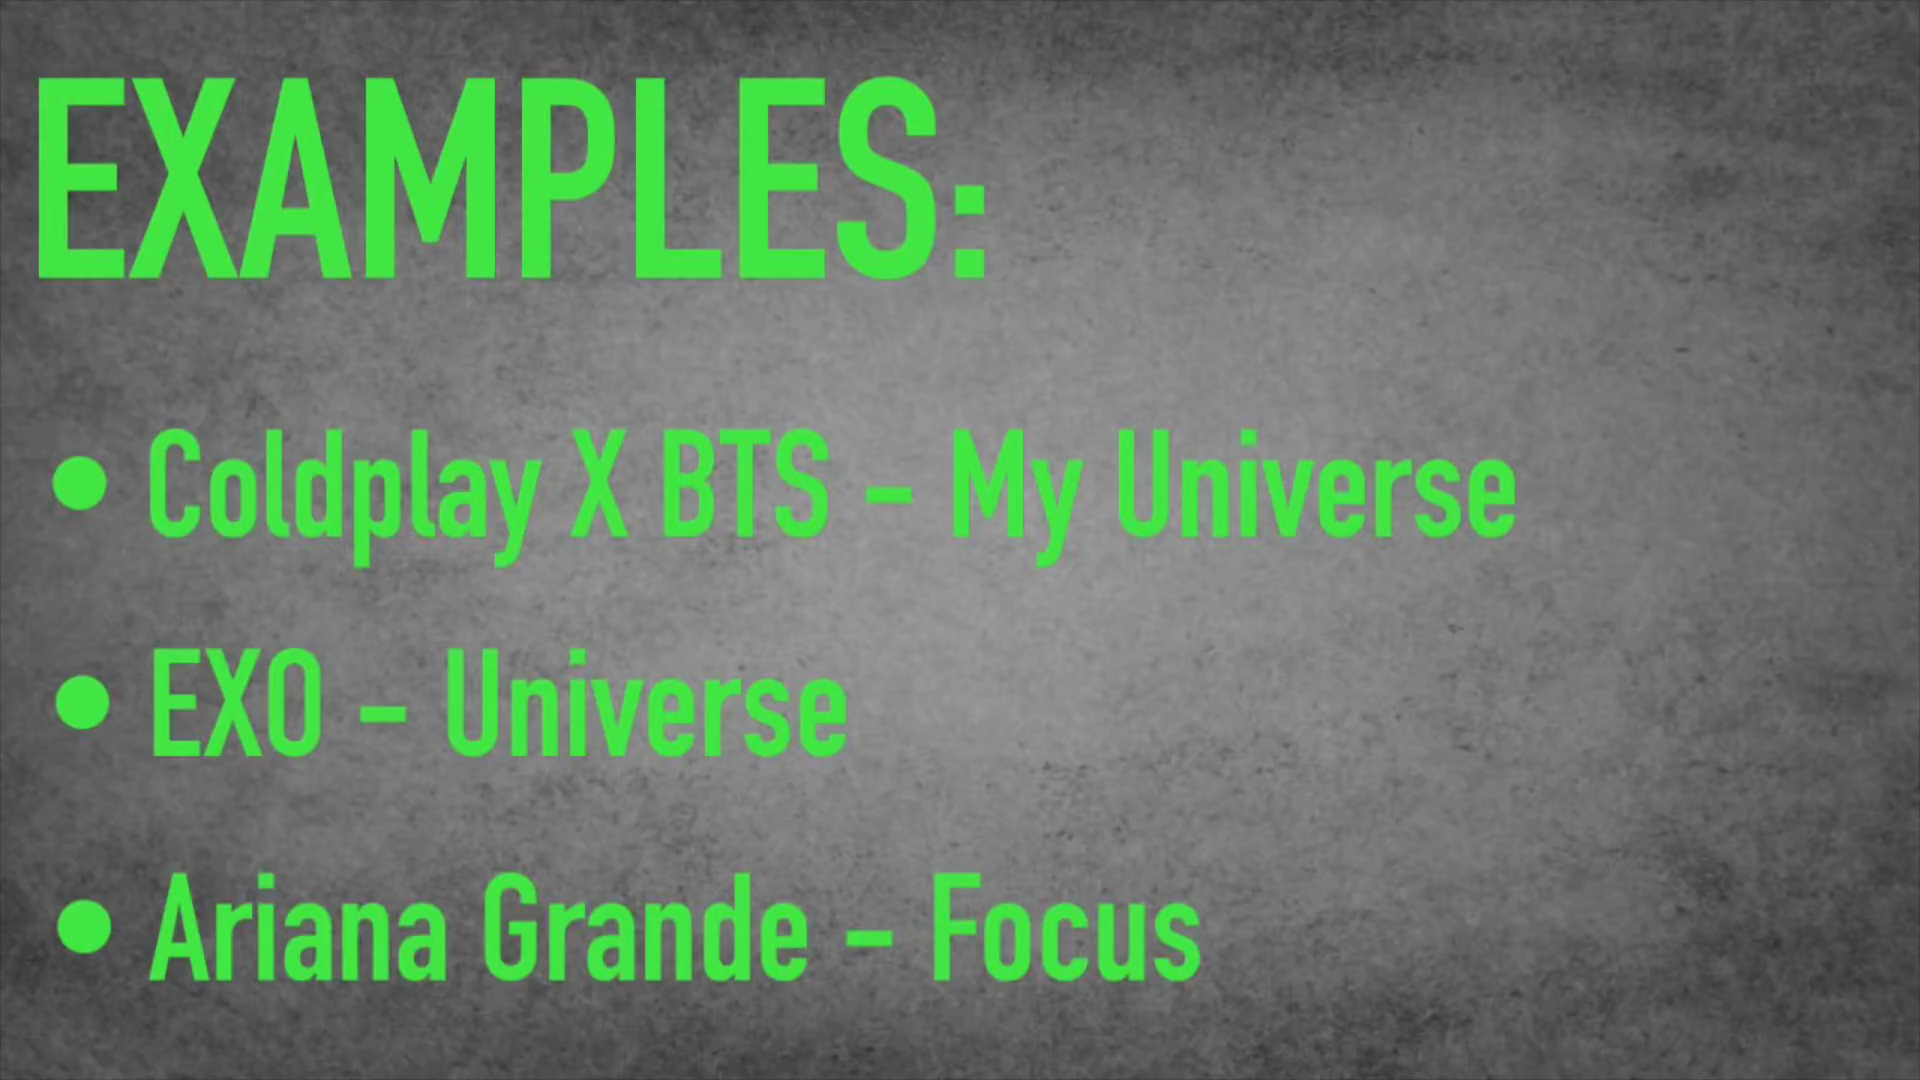 EXAMPLES:
• Coldplay X BTS – My Universe
• EXO – Universe
• Ariana Grande – Focus